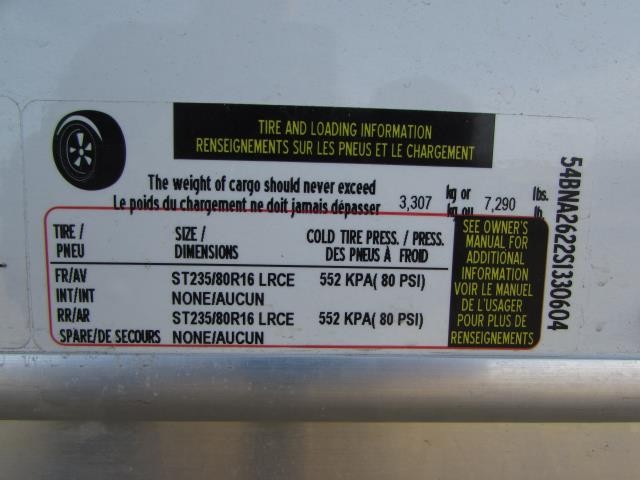 TIRE AND LOADING INFORMATION
RENSEIGNEMENTS SUR LES PNEUS ET LE CHARGEMENT
The weight of cargo should never exceed kg or lbs.
Le poids du chargement ne doit jamais dépasser 3,307 kg ou 7,290 lb.
TIRE / SIZE / COLD TIRE PRESS. / PRESS.
PNEU DIMENSIONS DES PNEUS À FROID
FR/AV ST235/80R16 LRCE 552 KPA( 80 PSI)
INT/INT NONE/AUCUN
RR/AR ST235/80R16 LRCE 552 KPA( 80 PSI)
SPARE/DE SECOURS NONE/AUCUN
SEE OWNER'S
MANUAL FOR
ADDITIONAL
INFORMATION
VOIR LE MANUEL
DE L'USAGER
POUR PLUS DE
RENSEIGNEMENTS
54BNA2622S1330604